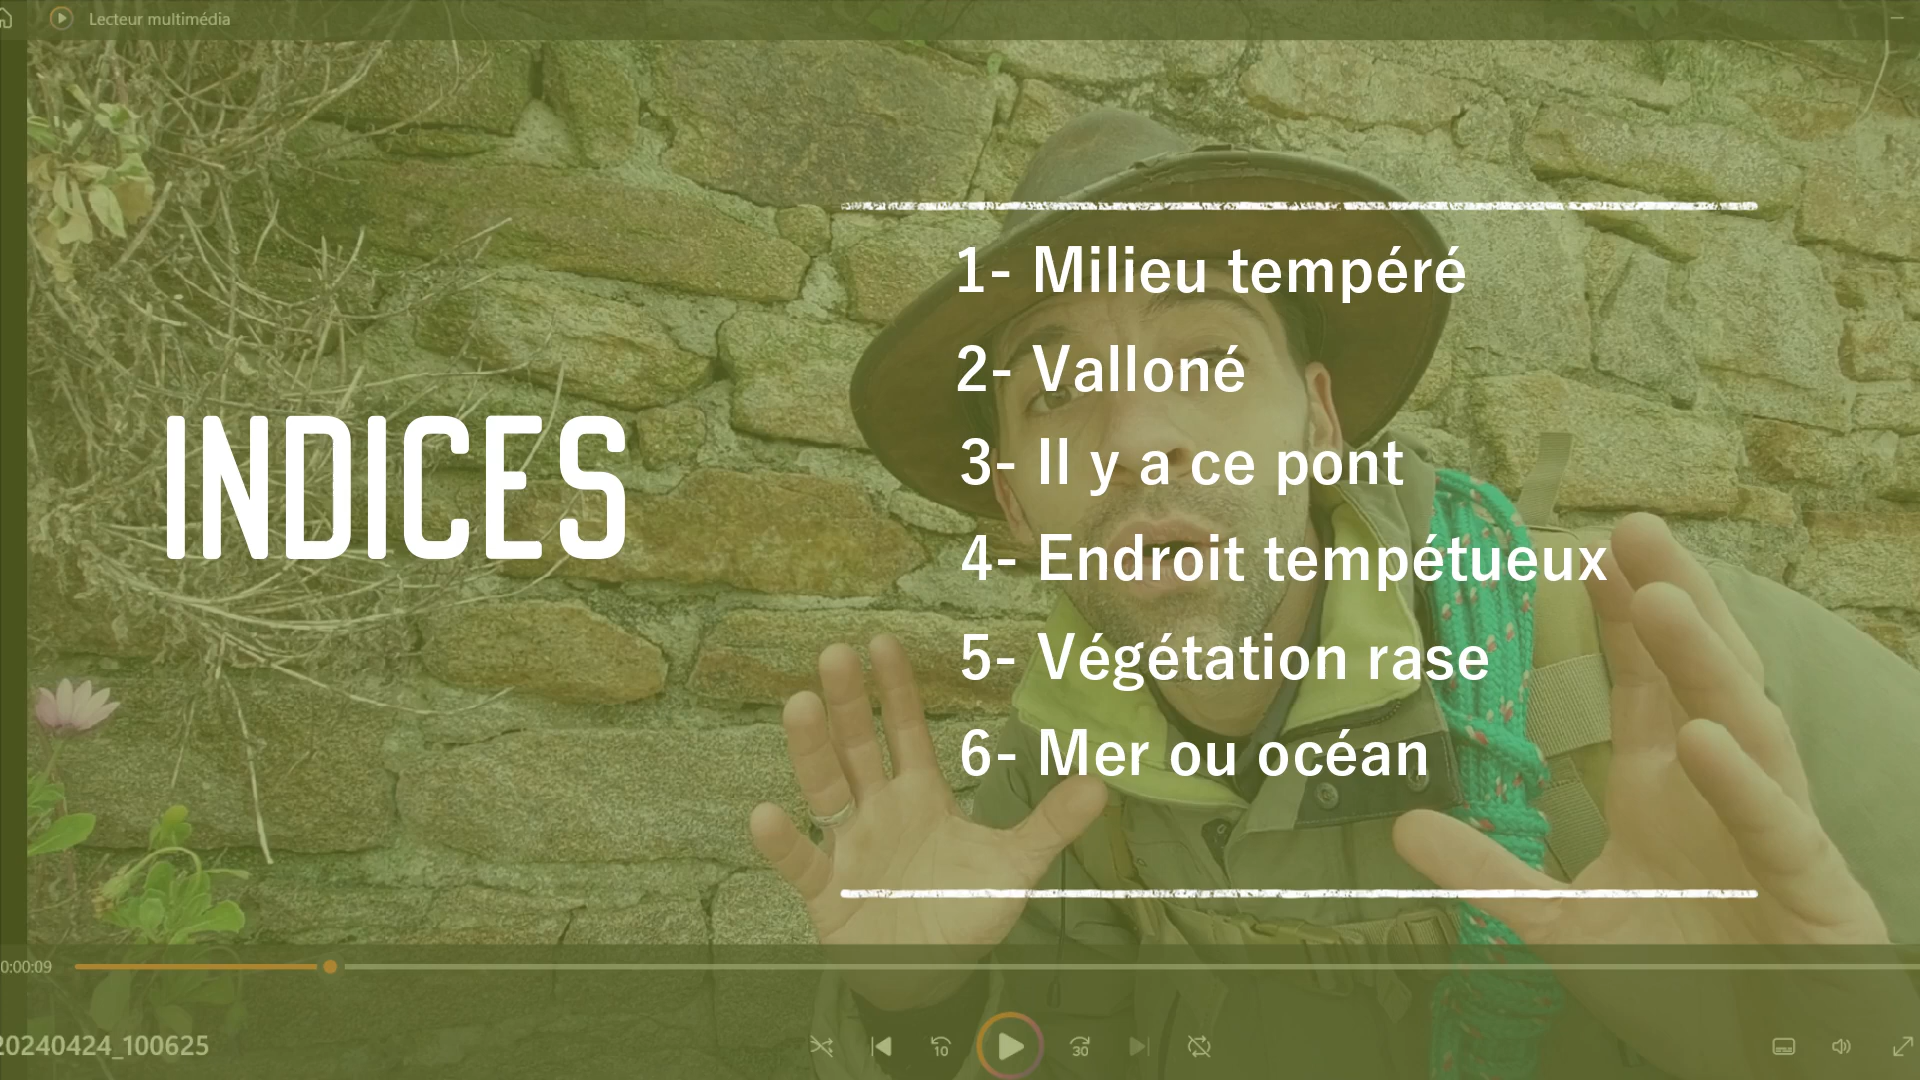 Lecteur multimédia
INDICES
1- Milieu tempéré
2- Valloné
3- Il y a ce pont
4- Endroit tempétueux
5- Végétation rase
6- Mer ou océan
0:00:09
20240424_100625
10
30